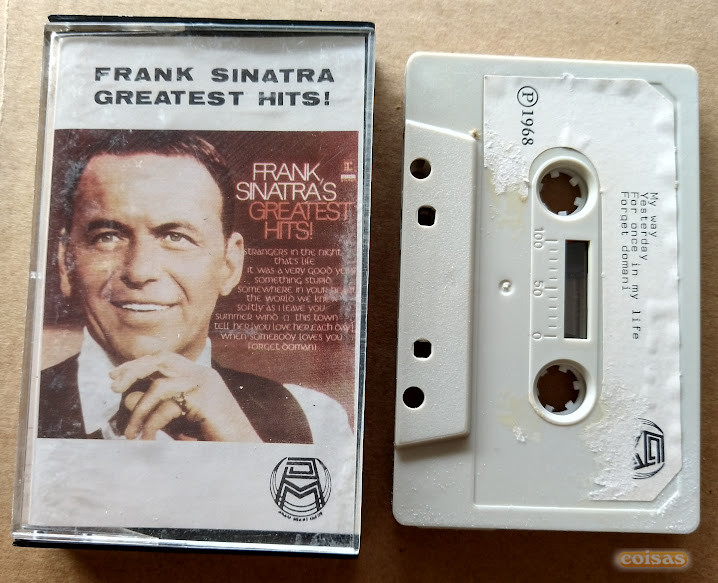 FRANK SINATRA
GREATEST HITS!
FRANK
SINATRA'S
GREATEST
HITS!
strangers in the night
that's life
it was a very good ye
something stupid
somewhere in your
the world we kne
softly as i leave you
summer wind this town
tell her [you love her each day]
when somebody loves you
forget domani
℗ 1968
My way
Yesterday
For once in my life
Forget domani
100 50 0
coisas